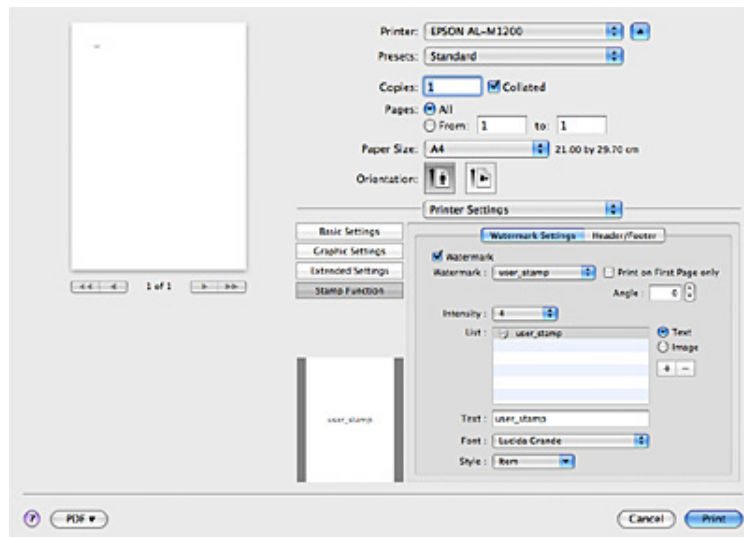 Printer: EPSON AL-M1200
Presets: Standard
Copies: 1 Collated
Pages: All
From: 1 to: 1
Paper Size: A4 21.00 by 29.70 cm
Orientation:
Printer Settings
Basic Settings
Graphic Settings
Extended Settings
Stamp Function
1 of 1
Watermark Settings Header/Footer
Watermark
Watermark : user_stamp Print on First Page only
Angle : 0
Intensity : 4
List : user_stamp Text
Image
+ −
user_stamp
Text : user_stamp
Font : Lucida Grande
Style :
? PDF ▾ Cancel Print